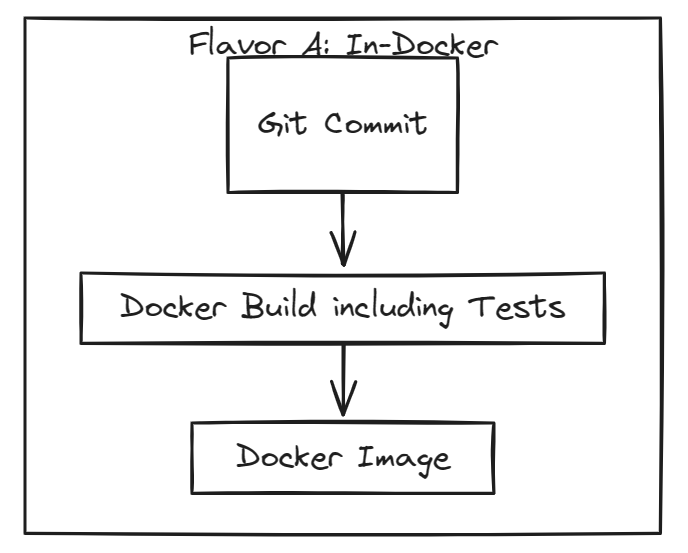 Flavor A: In-Docker
Git Commit
Docker Build including Tests
Docker Image